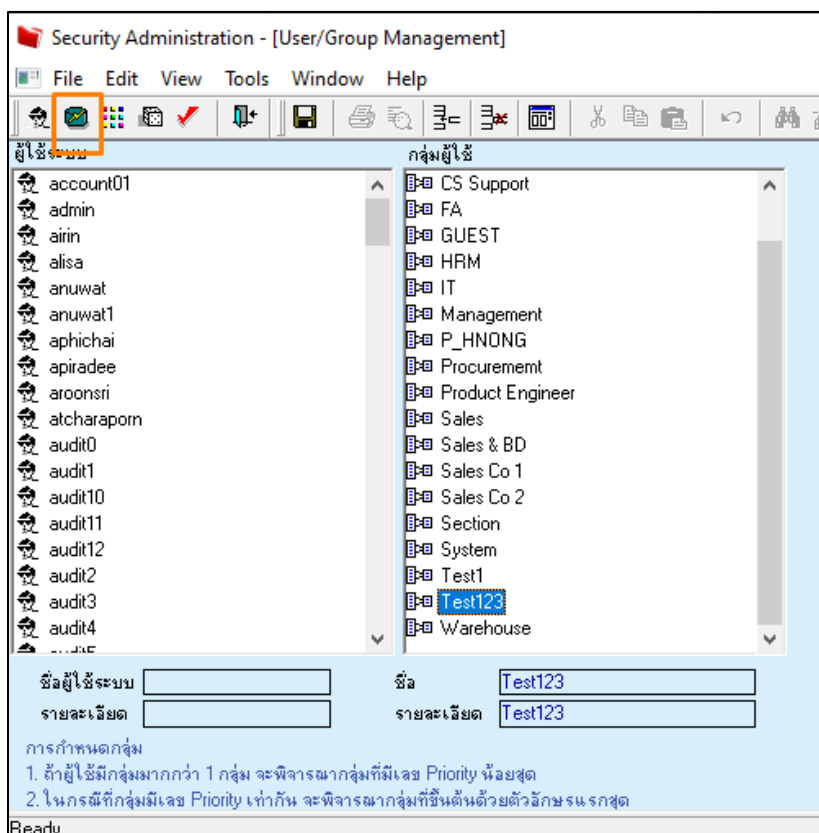 Security Administration - [User/Group Management]
File Edit View Tools Window Help
ผู้ใช้ระบบ
กลุ่มผู้ใช้
account01
admin
airin
alisa
anuwat
anuwat1
aphichai
apiradee
aroonsri
atcharaporn
audit0
audit1
audit10
audit11
audit12
audit2
audit3
audit4
audit5
CS Support
FA
GUEST
HRM
IT
Management
P_HNONG
Procurememt
Product Engineer
Sales
Sales & BD
Sales Co 1
Sales Co 2
Section
System
Test1
Test123
Warehouse
ชื่อผู้ใช้ระบบ
รายละเอียด
ชื่อ Test123
รายละเอียด Test123
การกำหนดกลุ่ม
1. ถ้าผู้ใช้มีกลุ่มมากกว่า 1 กลุ่ม จะพิจารณากลุ่มที่มีเลข Priority น้อยสุด
2. ในกรณีที่กลุ่มมีเลข Priority เท่ากัน จะพิจารณากลุ่มที่ขึ้นต้นด้วยตัวอักษรแรกสุด
Ready